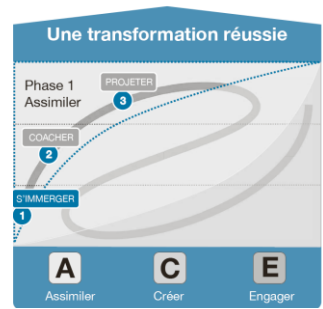 Une transformation réussie
Phase 1
Assimiler
PROJETER
3
COACHER
2
S'IMMERGER
1
A
C
E
Assimiler
Créer
Engager